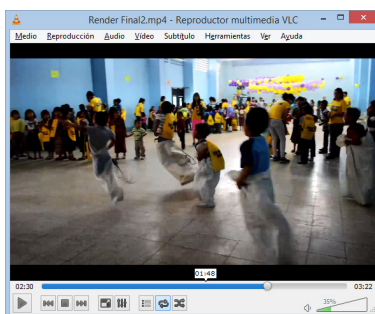 Render Final2.mp4 - Reproductor multimedia VLC
Medio Reproducción Audio Vídeo Subtítulo Herramientas Ver Ayuda
01:48
02:30 03:22
35%